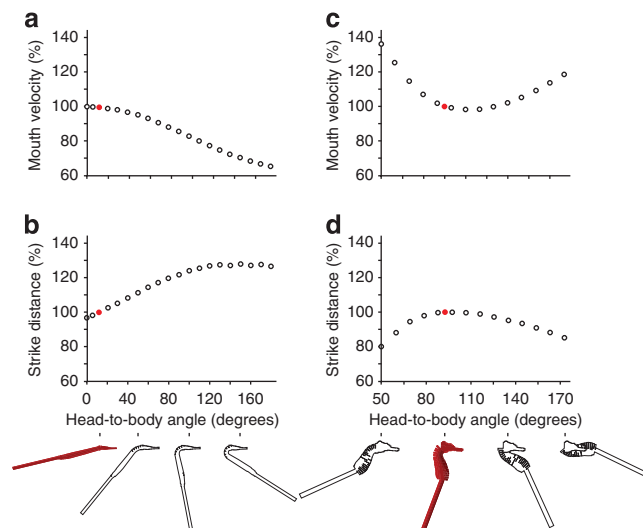 a
Mouth velocity (%)
140
120
100
80
60
c
Mouth velocity (%)
140
120
100
80
60
b
Strike distance (%)
140
120
100
80
60
0 40 80 120 160
Head-to-body angle (degrees)
d
Strike distance (%)
140
120
100
80
60
50 80 110 140 170
Head-to-body angle (degrees)